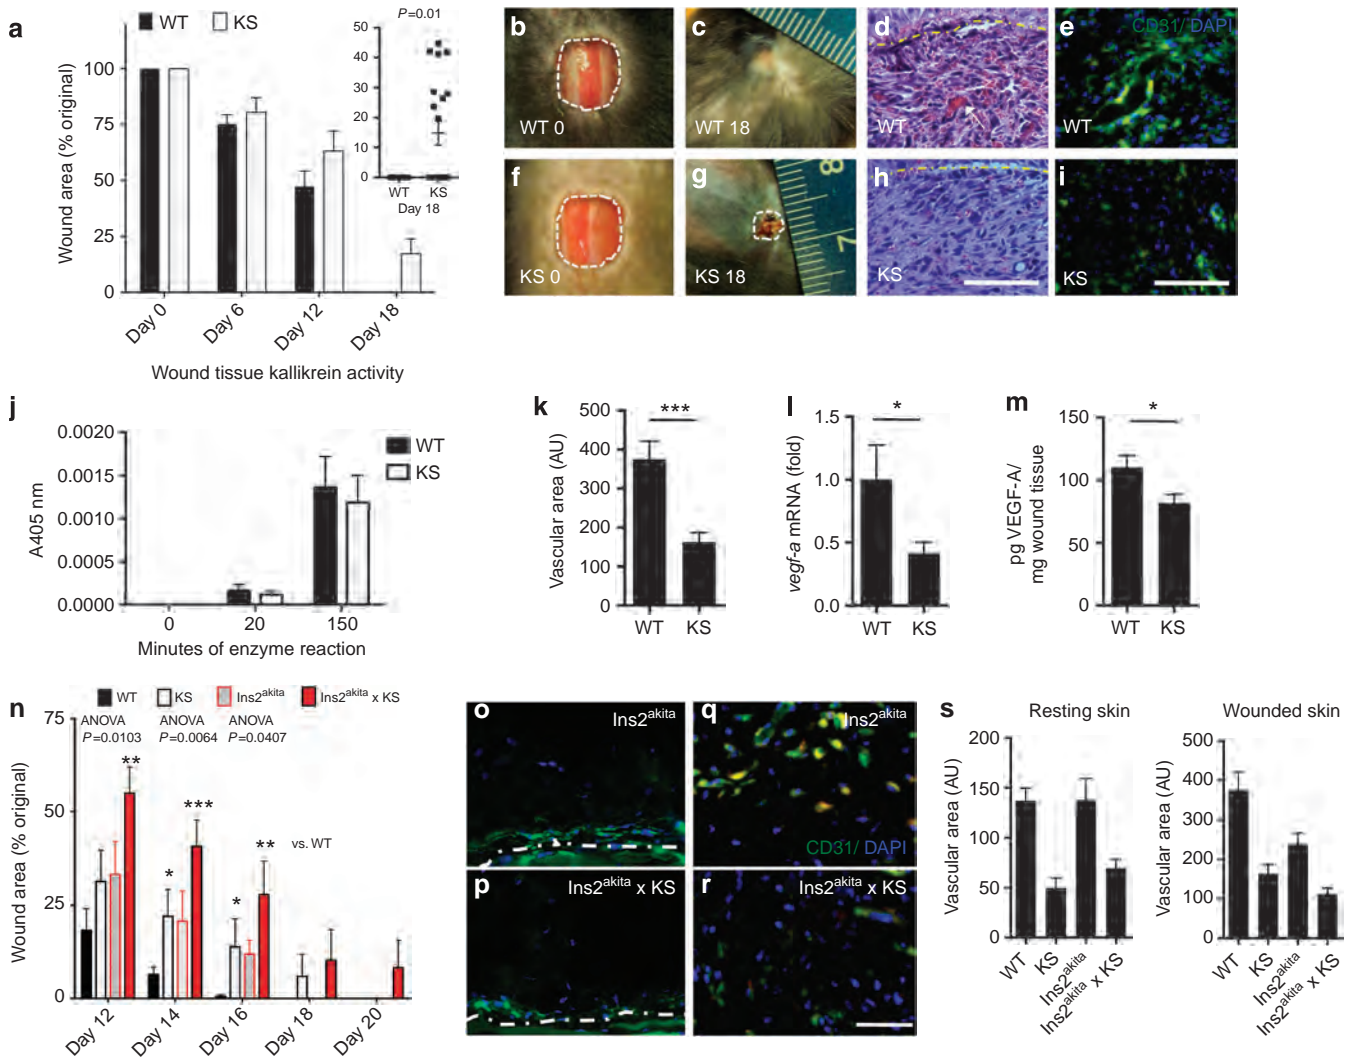 a
WT KS
Wound area (% original)
100
75
50
25
0
Day 0 Day 6 Day 12 Day 18
P=0.01
50
40
30
20
10
0
WT KS
Day 18
b
WT 0
c
WT 18
d
WT
e
CD31/ DAPI
WT
f
KS 0
g
8
7
KS 18
h
KS
i
KS
Wound tissue kallikrein activity
j
WT
KS
A405 nm
0.0020
0.0015
0.0010
0.0005
0.0000
0 20 150
Minutes of enzyme reaction
k
Vascular area (AU)
500
400
300
200
100
0
***
WT KS
l
vegf-a mRNA (fold)
1.5
1.0
0.5
0.0
*
WT KS
m
pg VEGF-A/
mg wound tissue
150
100
50
0
*
WT KS
n
WT KS Ins2akita Ins2akita x KS
ANOVA ANOVA ANOVA
P=0.0103 P=0.0064 P=0.0407
Wound area (% original)
75
50
25
0
**
* ***
* **
vs. WT
Day 12 Day 14 Day 16 Day 18 Day 20
o
Ins2akita
q
Ins2akita
CD31/ DAPI
p
Ins2akita x KS
r
Ins2akita x KS
s
Resting skin
Vascular area (AU)
200
150
100
50
0
WT KS Ins2akita Ins2akita x KS
Wounded skin
Vascular area (AU)
500
400
300
200
100
0
WT KS Ins2akita Ins2akita x KS